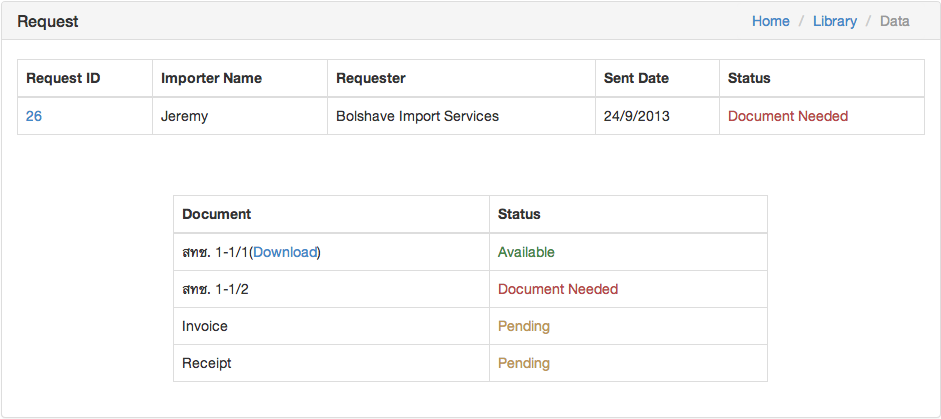 Request Home / Library / Data
Request ID Importer Name Requester Sent Date Status
26 Jeremy Bolshave Import Services 24/9/2013 Document Needed
Document Status
สทช. 1-1/1(Download) Available
สทช. 1-1/2 Document Needed
Invoice Pending
Receipt Pending